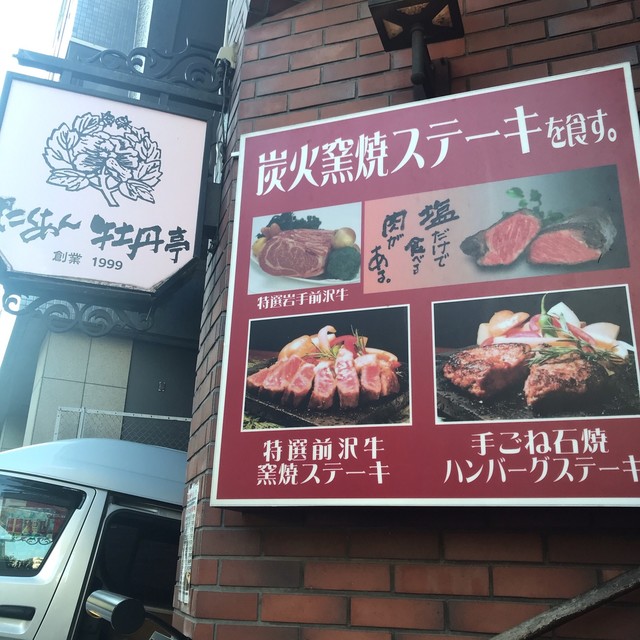 牡丹亭
創業 1999
炭火窯焼ステーキを食す。
塩だけで
食べる
肉が
ある。
特選岩手前沢牛
特選前沢牛
窯焼ステーキ
手ごね石焼
ハンバーグステーキ